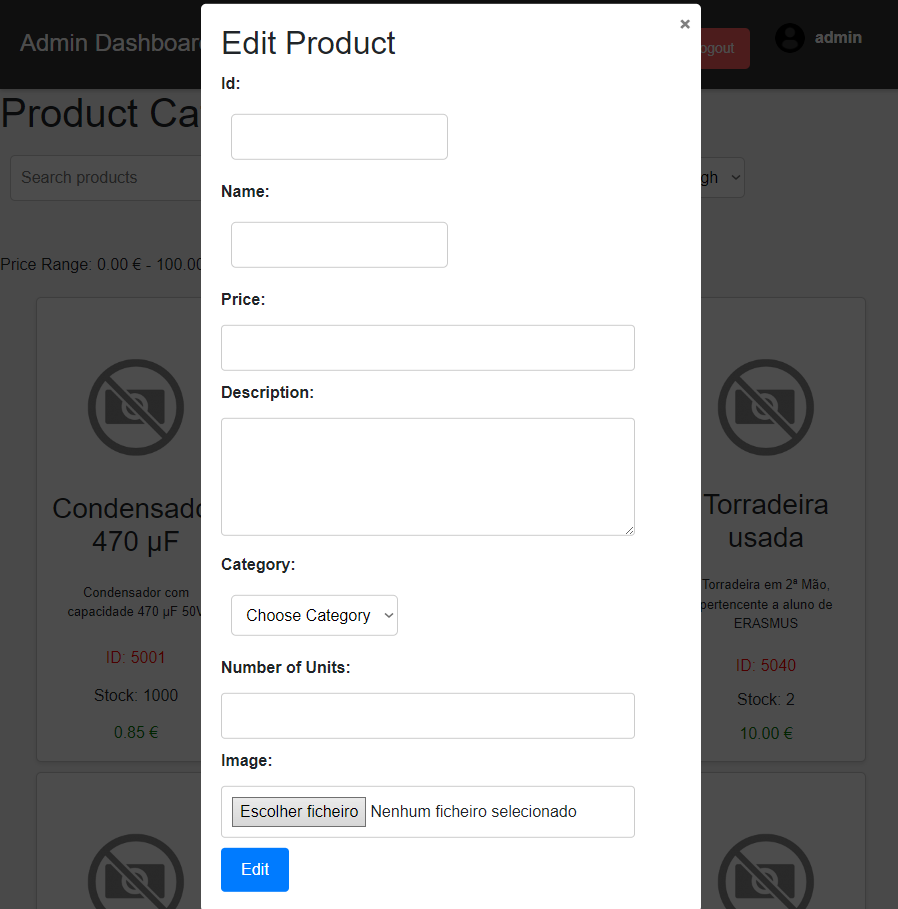 Admin Dashboar
ogout
admin
×
Edit Product
Id:
Product Ca
Search products
gh
Name:
Price Range: 0.00 € - 100.00
Price:
Description:
Condensado
470 µF
Condensador com
capacidade 470 µF 50V
ID: 5001
Stock: 1000
0.85 €
Torradeira
usada
Torradeira em 2ª Mão,
pertencente a aluno de
ERASMUS
ID: 5040
Stock: 2
10.00 €
Category:
Choose Category
Number of Units:
Image:
Escolher ficheiro Nenhum ficheiro selecionado
Edit